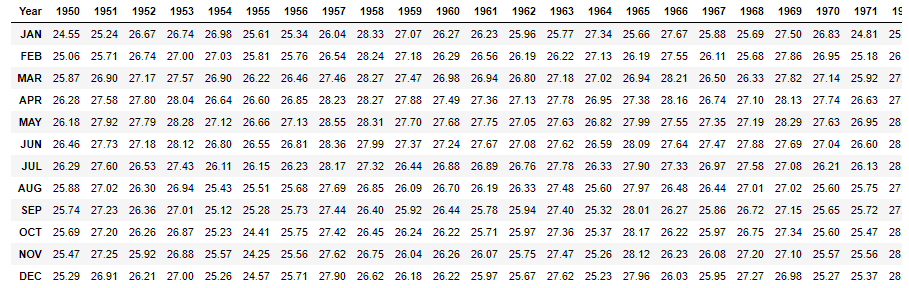 Year 1950 1951 1952 1953 1954 1955 1956 1957 1958 1959 1960 1961 1962 1963 1964 1965 1966 1967 1968 1969 1970 1971
JAN 24.55 25.24 26.67 26.74 26.98 25.61 25.34 26.04 28.33 27.07 26.27 26.23 25.96 25.77 27.34 25.66 27.67 25.88 25.69 27.50 26.83 24.81
FEB 25.06 25.71 26.74 27.00 27.03 25.81 25.76 26.54 28.24 27.18 26.29 26.56 26.19 26.22 27.13 26.19 27.55 26.11 25.68 27.86 26.95 25.18
MAR 25.87 26.90 27.17 27.57 26.90 26.22 26.46 27.46 28.27 27.47 26.98 26.94 26.80 27.18 27.02 26.94 28.21 26.50 26.33 27.82 27.14 25.92
APR 26.28 27.58 27.80 28.04 26.64 26.60 26.85 28.23 28.27 27.88 27.49 27.36 27.13 27.78 26.95 27.38 28.16 26.74 27.10 28.13 27.74 26.63
MAY 26.18 27.92 27.79 28.28 27.12 26.66 27.13 28.55 28.31 27.70 27.68 27.75 27.05 27.63 26.82 27.99 27.55 27.35 27.19 28.29 27.63 26.95
JUN 26.46 27.73 27.18 28.12 26.80 26.55 26.81 28.36 27.99 27.37 27.24 27.67 27.08 27.62 26.59 28.09 27.64 27.47 27.88 27.69 27.04 26.60
JUL 26.29 27.60 26.53 27.43 26.11 26.15 26.23 28.17 27.32 26.44 26.88 26.89 26.76 27.78 26.33 27.90 27.33 26.97 27.58 27.08 26.21 26.13
AUG 25.88 27.02 26.30 26.94 25.43 25.51 25.68 27.69 26.85 26.09 26.70 26.19 26.33 27.48 25.60 27.97 26.48 26.44 27.01 27.02 25.60 25.75
SEP 25.74 27.23 26.36 27.01 25.12 25.28 25.73 27.44 26.40 25.92 26.44 25.78 25.94 27.40 25.32 28.01 26.27 25.86 26.72 27.15 25.65 25.72
OCT 25.69 27.20 26.26 26.87 25.23 24.41 25.75 27.42 26.45 26.24 26.22 25.71 25.97 27.36 25.37 28.17 26.22 25.97 26.75 27.34 25.60 25.47
NOV 25.47 27.25 25.92 26.88 25.57 24.25 25.56 27.62 26.75 26.04 26.26 26.07 25.75 27.47 25.26 28.12 26.23 26.08 27.20 27.10 25.57 25.56
DEC 25.29 26.91 26.21 27.00 25.26 24.57 25.71 27.90 26.62 26.18 26.22 25.97 25.67 27.62 25.23 27.96 26.03 25.95 27.27 26.98 25.27 25.37